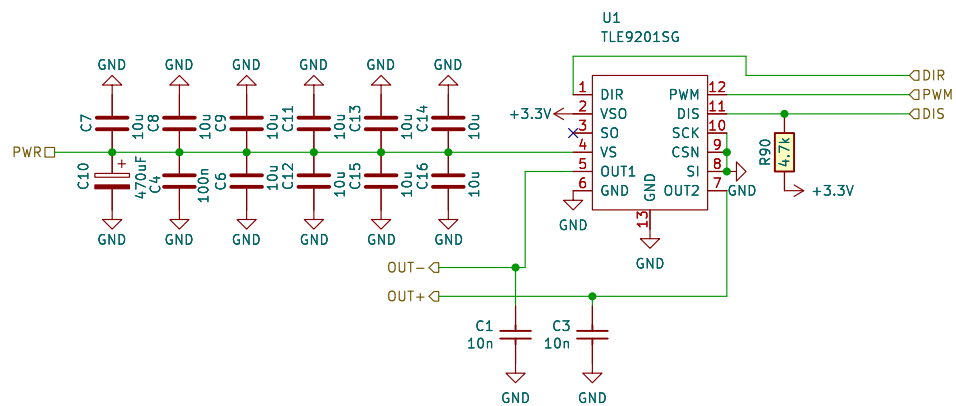 U1
TLE9201SG
GND GND GND GND GND GND
C7 10u C8 10u C9 10u C11 10u C13 10u C14 10u
PWR
C10 + 470uF C4 100n C6 10u C12 10u C15 10u C16 10u
GND GND GND GND GND GND
1 DIR PWM 12 DIR
+3.3V 2 VSO DIS 11 PWM
3 SO SCK 10 DIS
4 VS CSN 9
5 OUT1 SI 8
6 GND GND OUT2 7 GND
13
GND
GND
R90 4.7k
+3.3V
OUT-
OUT+
C1
10n
C3
10n
GND
GND